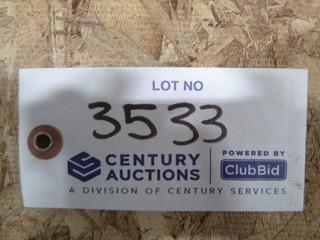 LOT NO
3533
CENTURY AUCTIONS
POWERED BY
ClubBid
A DIVISION OF CENTURY SERVICES